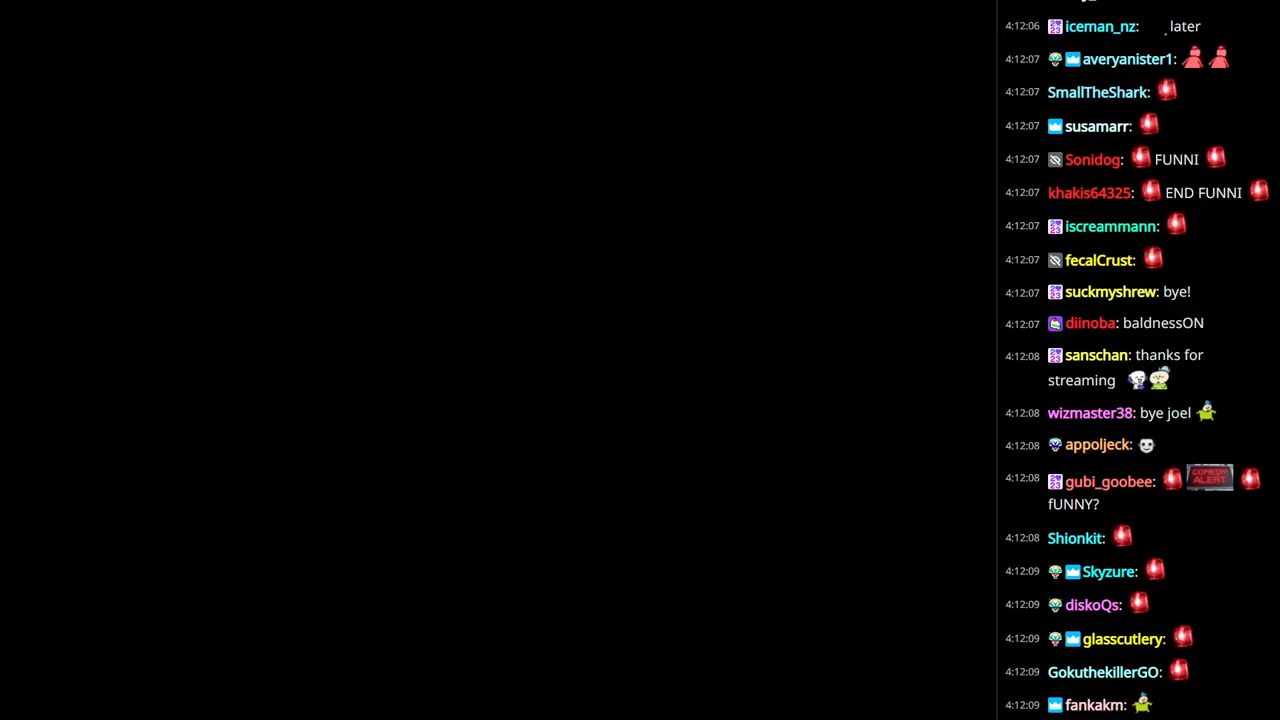 4:12:06 iceman_nz: later
4:12:07 averyanister1:
4:12:07 SmallTheShark:
4:12:07 susamarr:
4:12:07 Sonidog: FUNNI
4:12:07 khakis64325: END FUNNI
4:12:07 iscreammann:
4:12:07 fecalCrust:
4:12:07 suckmyshrew: bye!
4:12:07 diinoba: baldnessON
4:12:08 sanschan: thanks for
streaming
4:12:08 wizmaster38: bye joel
4:12:08 appoljeck:
4:12:08 gubi_goobee: COMEDY ALERT
fUNNY?
4:12:08 Shionkit:
4:12:09 Skyzure:
4:12:09 diskoQs:
4:12:09 glasscutlery:
4:12:09 GokuthekillerGO:
4:12:09 fankakm: